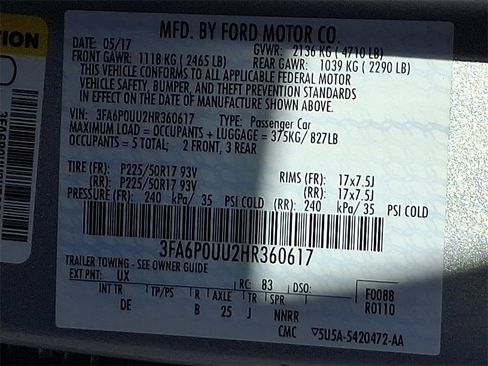 TION
MFD. BY FORD MOTOR CO.
DATE: 05/17 GVWR: 2136 KG ( 4710 LB)
FRONT GAWR: 1118 KG ( 2465 LB) REAR GAWR: 1039 KG ( 2290 LB)
THIS VEHICLE CONFORMS TO ALL APPLICABLE FEDERAL MOTOR
VEHICLE SAFETY, BUMPER, AND THEFT PREVENTION STANDARDS
IN EFFECT ON THE DATE OF MANUFACTURE SHOWN ABOVE.
VIN: 3FA6P0UU2HR360617 TYPE: Passenger Car
MAXIMUM LOAD = OCCUPANTS + LUGGAGE = 375KG/ 827LB
OCCUPANTS = 5 TOTAL; 2 FRONT, 3 REAR
TIRE (FR): P225/50R17 93V RIMS (FR): 17x7.5J
(RR): P225/50R17 93V (RR): 17x7.5J
PRESSURE (FR): 240 kPa/ 35 PSI COLD (RR): 240 kPa/ 35 PSI COLD
3FA6P0UU2HR360617
TRAILER TOWING - SEE OWNER GUIDE
EXT PNT: UX RC: 83 DSO: F0088
INT TR TP/PS R AXLE TR SPR R0110
DE B 25 J NNRR
CMC ▽5U5A-5420472-AA